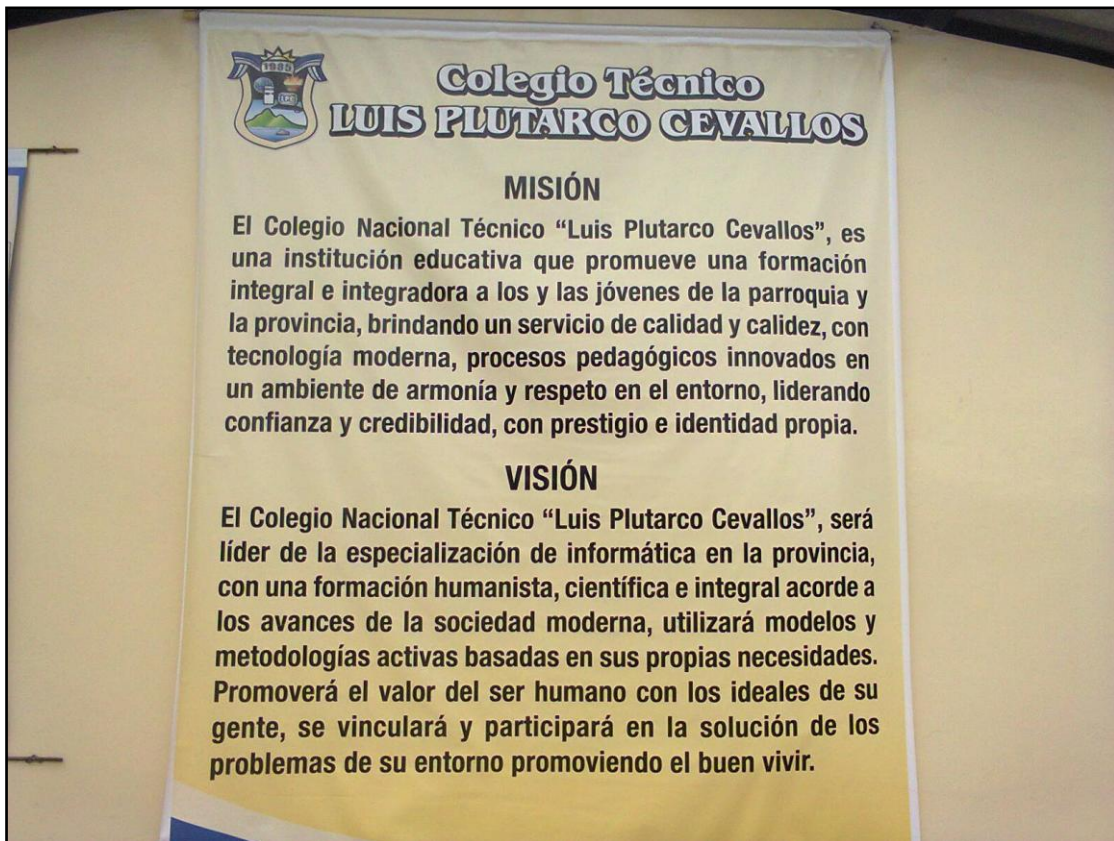 1985
Colegio Técnico
LUIS PLUTARCO CEVALLOS
MISIÓN
El Colegio Nacional Técnico “Luis Plutarco Cevallos”, es
una institución educativa que promueve una formación
integral e integradora a los y las jóvenes de la parroquia y
la provincia, brindando un servicio de calidad y calidez, con
tecnología moderna, procesos pedagógicos innovados en
un ambiente de armonía y respeto en el entorno, liderando
confianza y credibilidad, con prestigio e identidad propia.
VISIÓN
El Colegio Nacional Técnico “Luis Plutarco Cevallos”, será
líder de la especialización de informática en la provincia,
con una formación humanista, científica e integral acorde a
los avances de la sociedad moderna, utilizará modelos y
metodologías activas basadas en sus propias necesidades.
Promoverá el valor del ser humano con los ideales de su
gente, se vinculará y participará en la solución de los
problemas de su entorno promoviendo el buen vivir.